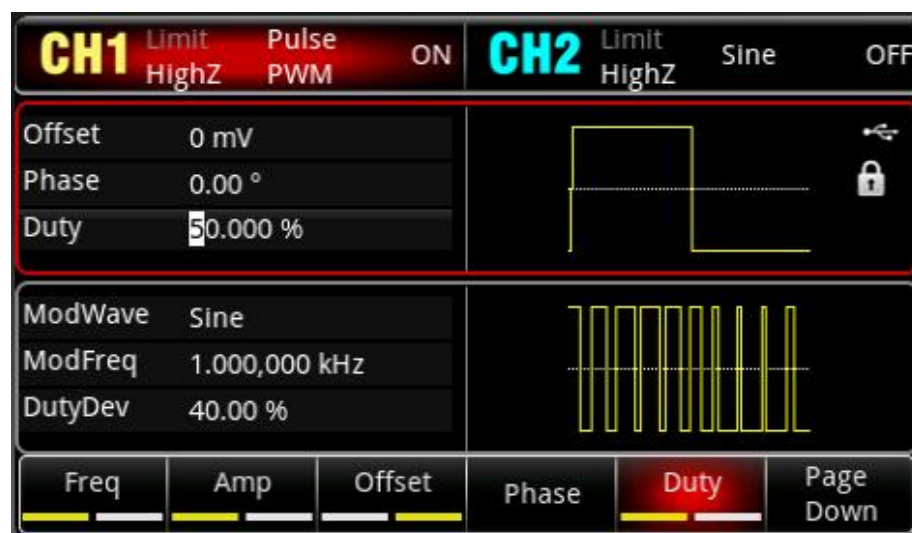 CH1 Limit Pulse ON CH2 Limit Sine OFF
HighZ PWM HighZ
Offset 0 mV
Phase 0.00 °
Duty 50.000 %
ModWave Sine
ModFreq 1.000,000 kHz
DutyDev 40.00 %
Freq Amp Offset Phase Duty Page Down